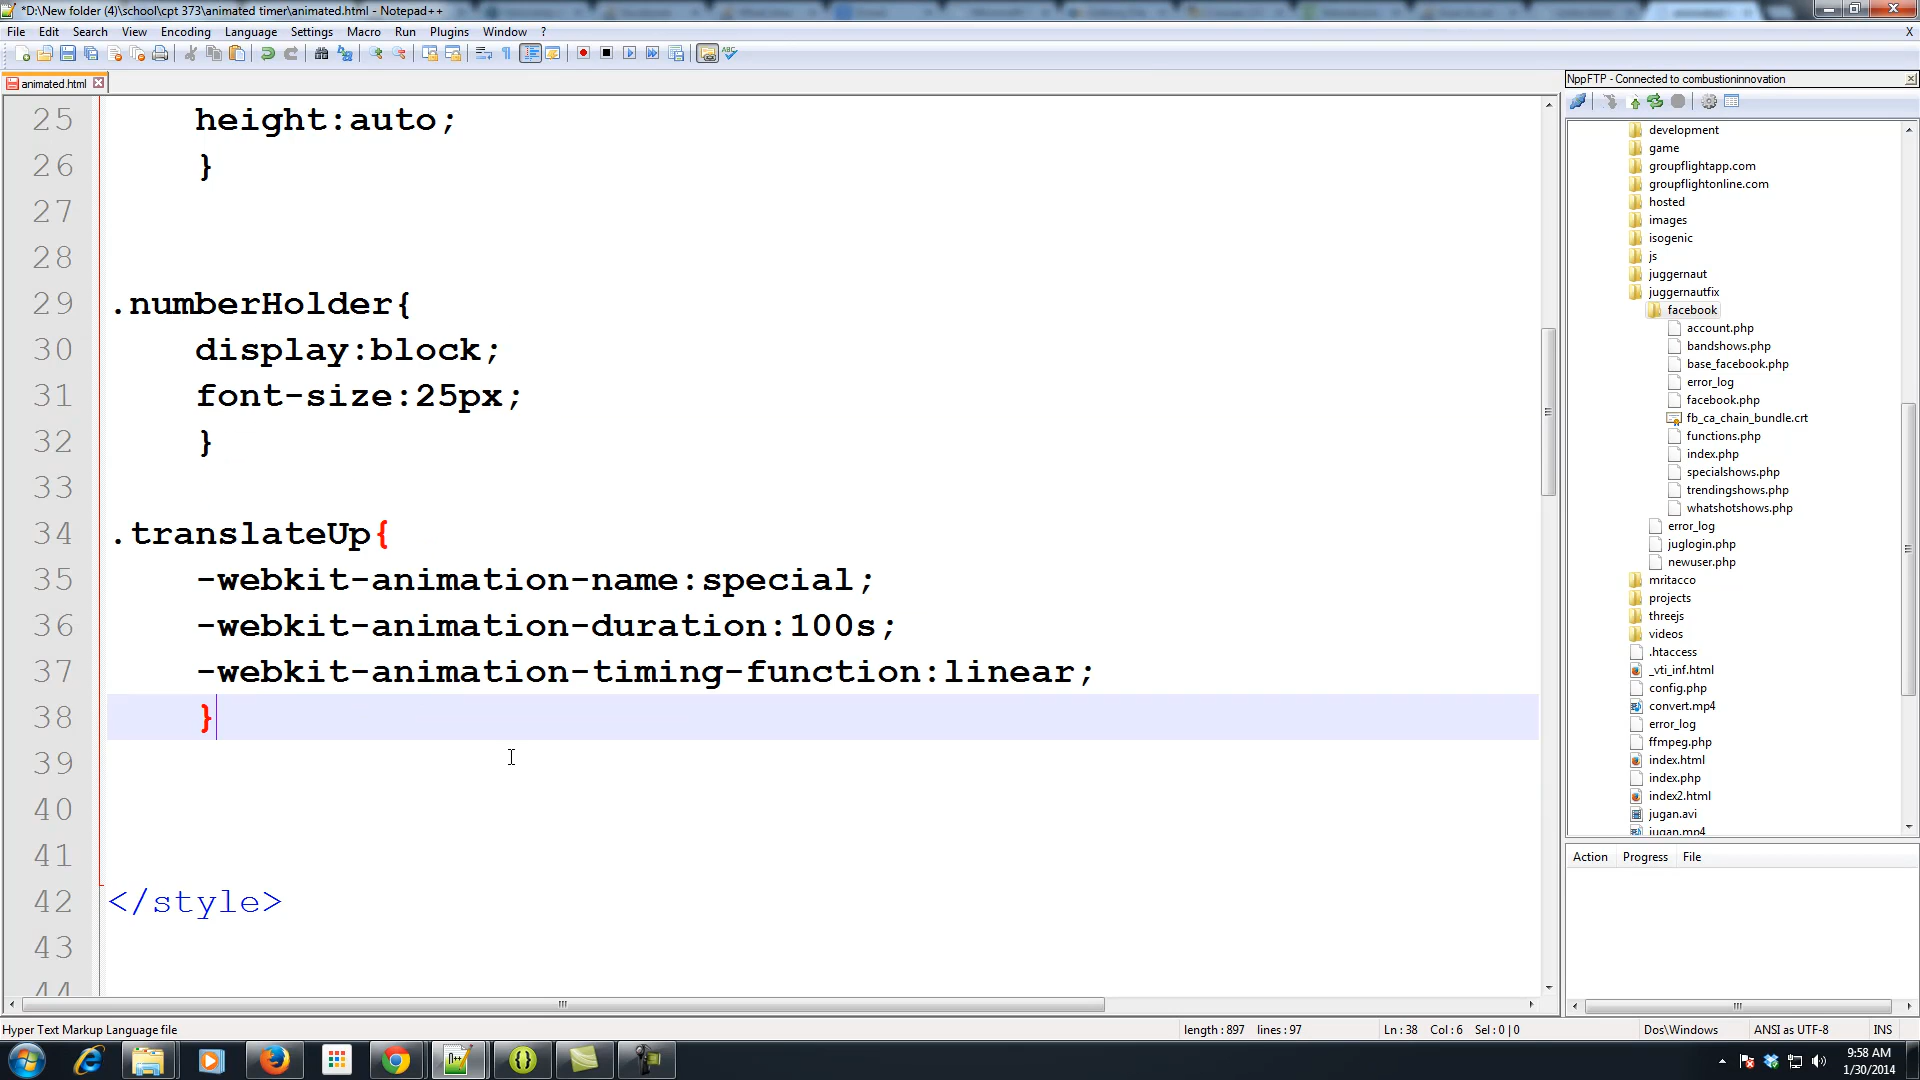 *D:\New folder (4)\school\cpt 373\animated timer\animated.html - Notepad++
File Edit Search View Encoding Language Settings Macro Run Plugins Window ? X
animated.html
25 height:auto;
26 }
27
28
29 .numberHolder{
30 display:block;
31 font-size:25px;
32 }
33
34 .translateUp{
35 -webkit-animation-name:special;
36 -webkit-animation-duration:100s;
37 -webkit-animation-timing-function:linear;
38 }
39
40
41
42 </style>
43
44
NppFTP - Connected to combustioninnovation
development
game
groupflightapp.com
groupflightonline.com
hosted
images
isogenic
js
juggernaut
juggernautfix
facebook
account.php
bandshows.php
base_facebook.php
error_log
facebook.php
fb_ca_chain_bundle.crt
functions.php
index.php
specialshows.php
trendingshows.php
whatshotshows.php
error_log
juglogin.php
newuser.php
mritacco
projects
threejs
videos
.htaccess
_vti_inf.html
config.php
convert.mp4
error_log
ffmpeg.php
index.html
index.php
index2.html
jugan.avi
jugan.mp4
Action Progress File
Hyper Text Markup Language file length : 897 lines : 97 Ln : 38 Col : 6 Sel : 0 | 0 Dos\Windows ANSI as UTF-8 INS
9:58 AM
1/30/2014